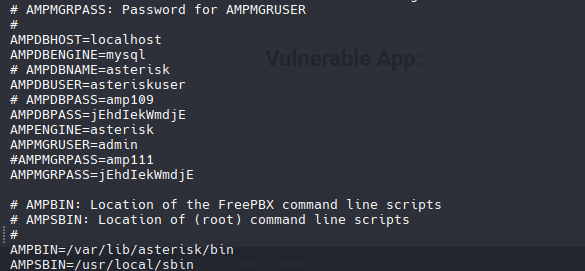 # AMPMGRPASS: Password for AMPMGRUSER
#
AMPDBHOST=localhost
AMPDBENGINE=mysql
Vulnerable App:
# AMPDBNAME=asterisk
AMPDBUSER=asteriskuser
# AMPDBPASS=amp109
AMPDBPASS=jEhdIekWmdjE
AMPENGINE=asterisk
AMPMGRUSER=admin
#AMPMGRPASS=amp111
AMPMGRPASS=jEhdIekWmdjE
# AMPBIN: Location of the FreePBX command line scripts
# AMPSBIN: Location of (root) command line scripts
#
AMPBIN=/var/lib/asterisk/bin
AMPSBIN=/usr/local/sbin